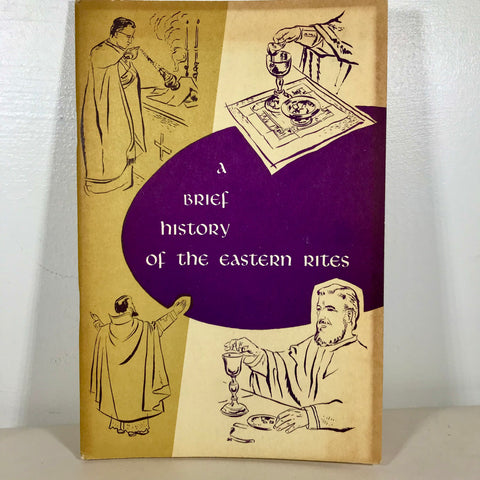 a
brief
history
of the eastern rites